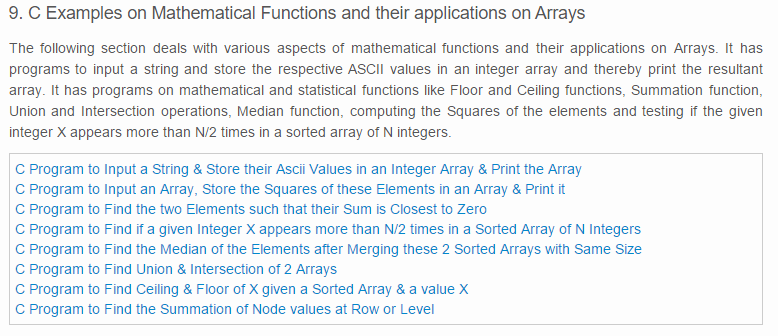 9. C Examples on Mathematical Functions and their applications on Arrays
The following section deals with various aspects of mathematical functions and their applications on Arrays. It has
programs to input a string and store the respective ASCII values in an integer array and thereby print the resultant
array. It has programs on mathematical and statistical functions like Floor and Ceiling functions, Summation function,
Union and Intersection operations, Median function, computing the Squares of the elements and testing if the given
integer X appears more than N/2 times in a sorted array of N integers.
C Program to Input a String & Store their Ascii Values in an Integer Array & Print the Array
C Program to Input an Array, Store the Squares of these Elements in an Array & Print it
C Program to Find the two Elements such that their Sum is Closest to Zero
C Program to Find if a given Integer X appears more than N/2 times in a Sorted Array of N Integers
C Program to Find the Median of the Elements after Merging these 2 Sorted Arrays with Same Size
C Program to Find Union & Intersection of 2 Arrays
C Program to Find Ceiling & Floor of X given a Sorted Array & a value X
C Program to Find the Summation of Node values at Row or Level